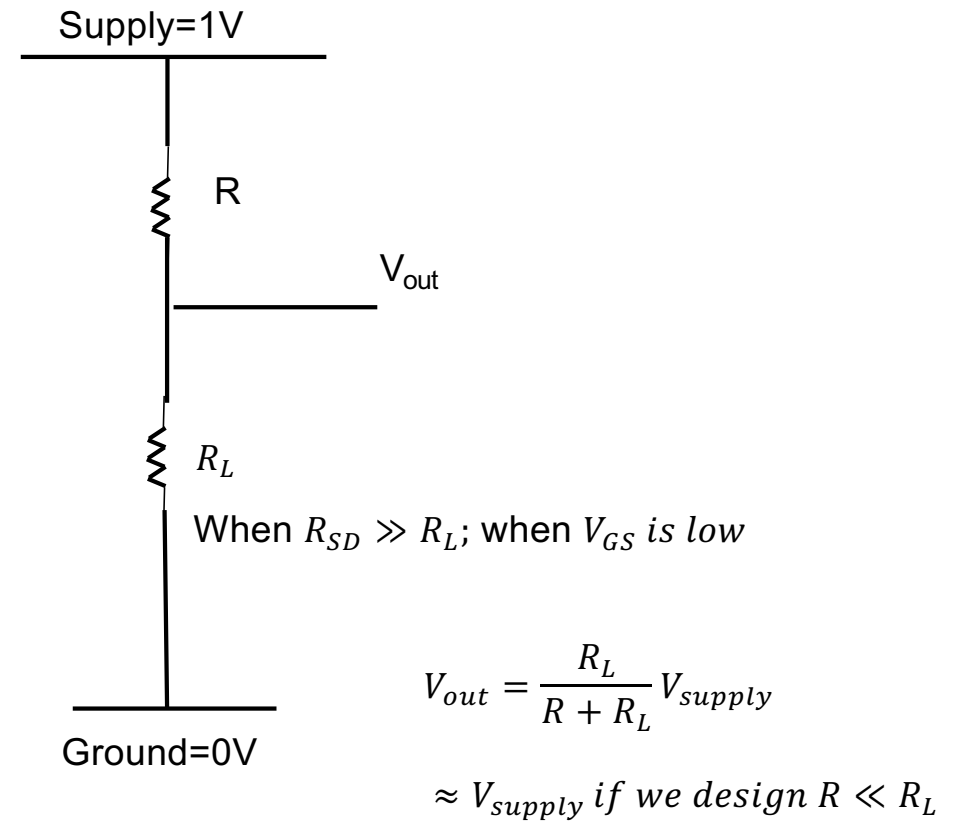 Supply=1V
R
V_out
R_L
When R_SD ≫ R_L; when V_GS is low
V_out = R_L / (R + R_L) V_supply
≈ V_supply if we design R ≪ R_L
Ground=0V